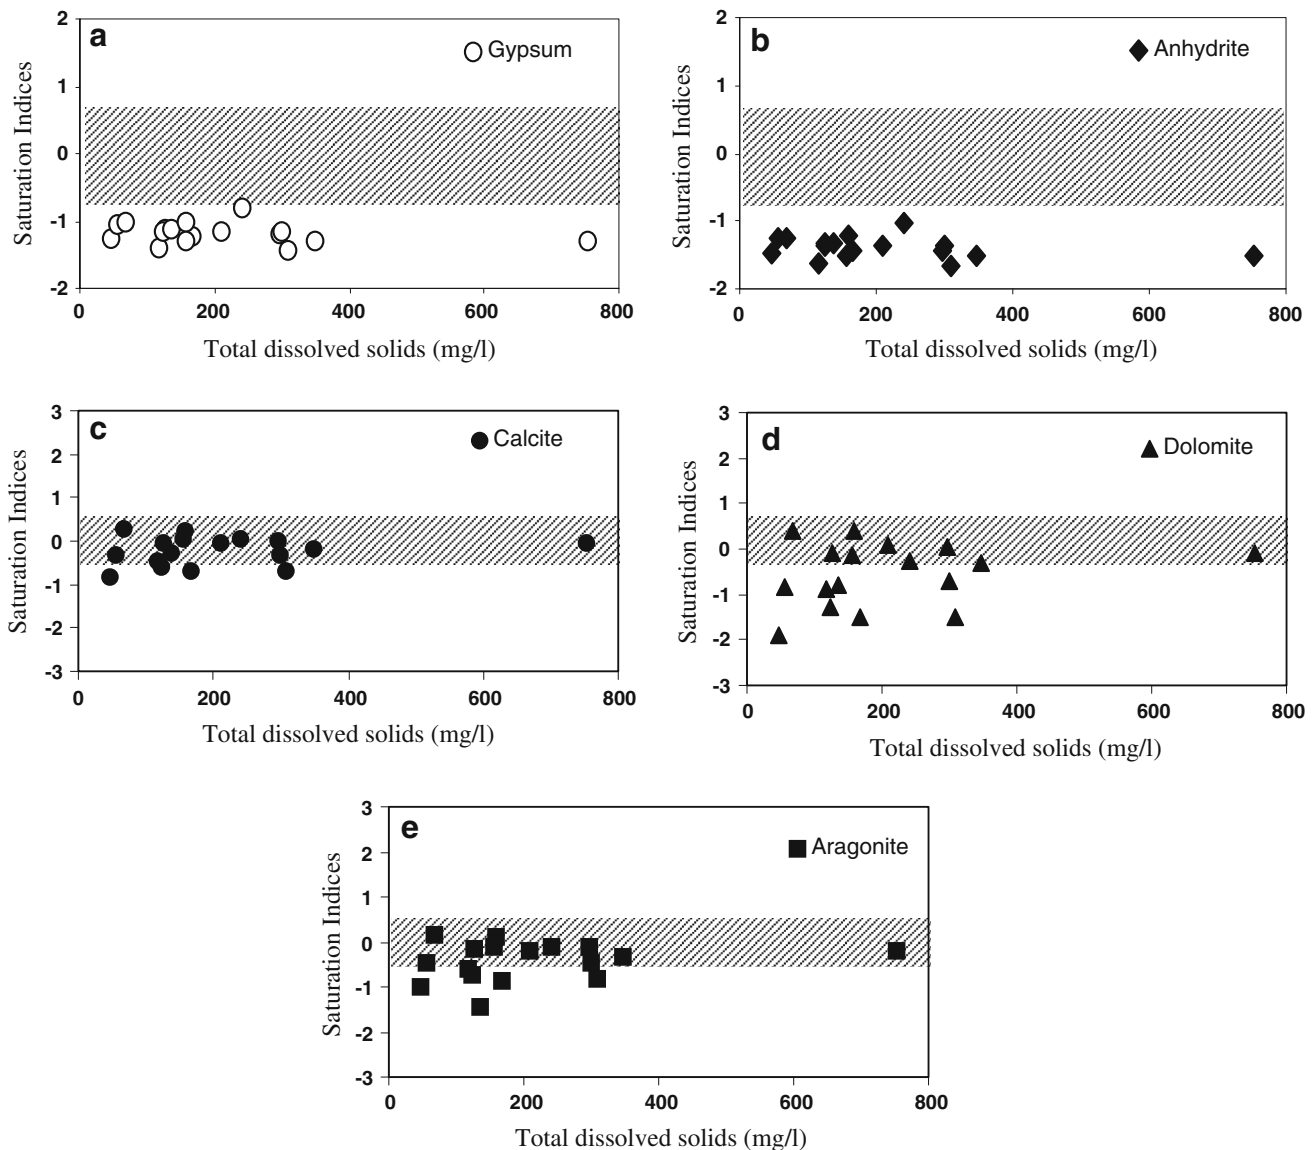 a
Gypsum
2
1
0
-1
-2
Saturation Indices
0 200 400 600 800
Total dissolved solids (mg/l)
b
Anhydrite
2
1
0
-1
-2
Saturation Indices
0 200 400 600 800
Total dissolved solids (mg/l)
c
Calcite
3
2
1
0
-1
-2
-3
Saturation Indices
0 200 400 600 800
Total dissolved solids (mg/l)
d
Dolomite
3
2
1
0
-1
-2
-3
Saturation Indices
0 200 400 600 800
Total dissolved solids (mg/l)
e
Aragonite
3
2
1
0
-1
-2
-3
Saturation Indices
0 200 400 600 800
Total dissolved solids (mg/l)